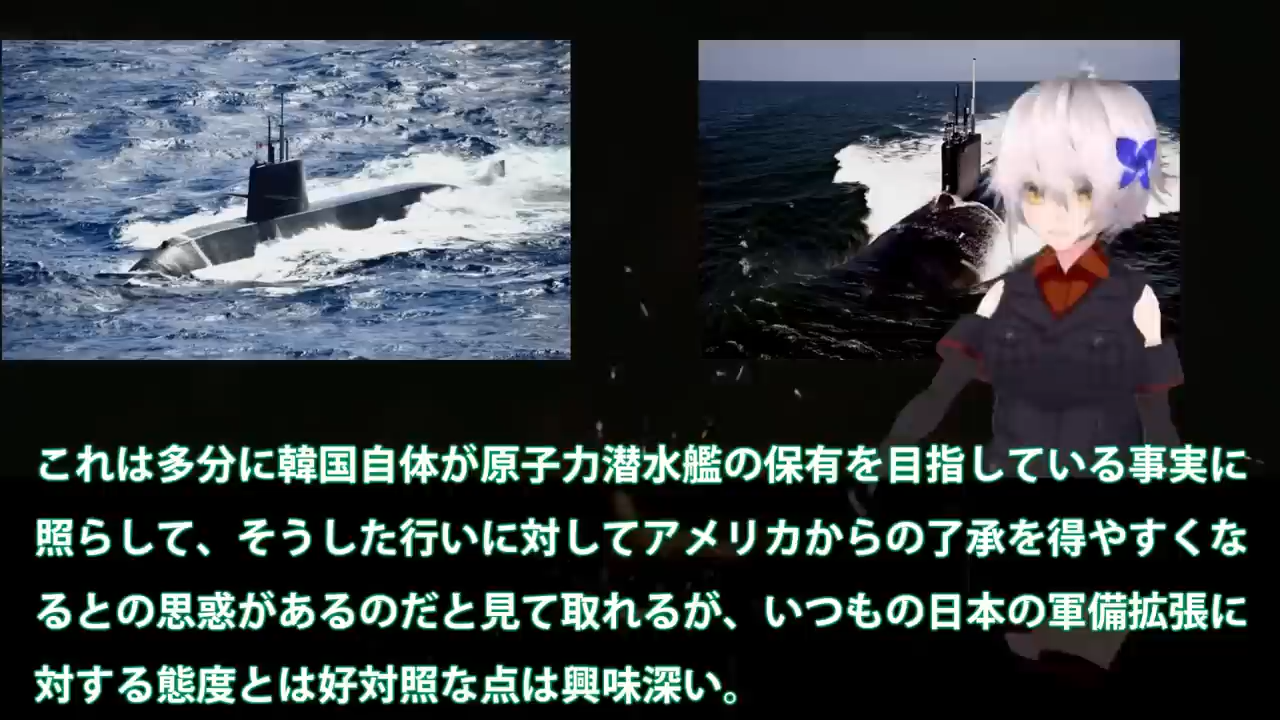 これは多分に韓国自体が原子力潜水艦の保有を目指している事実に
照らして、そうした行いに対してアメリカからの了承を得やすくな
るとの思惑があるのだと見て取れるが、いつもの日本の軍備拡張に
対する態度とは好対照な点は興味深い。